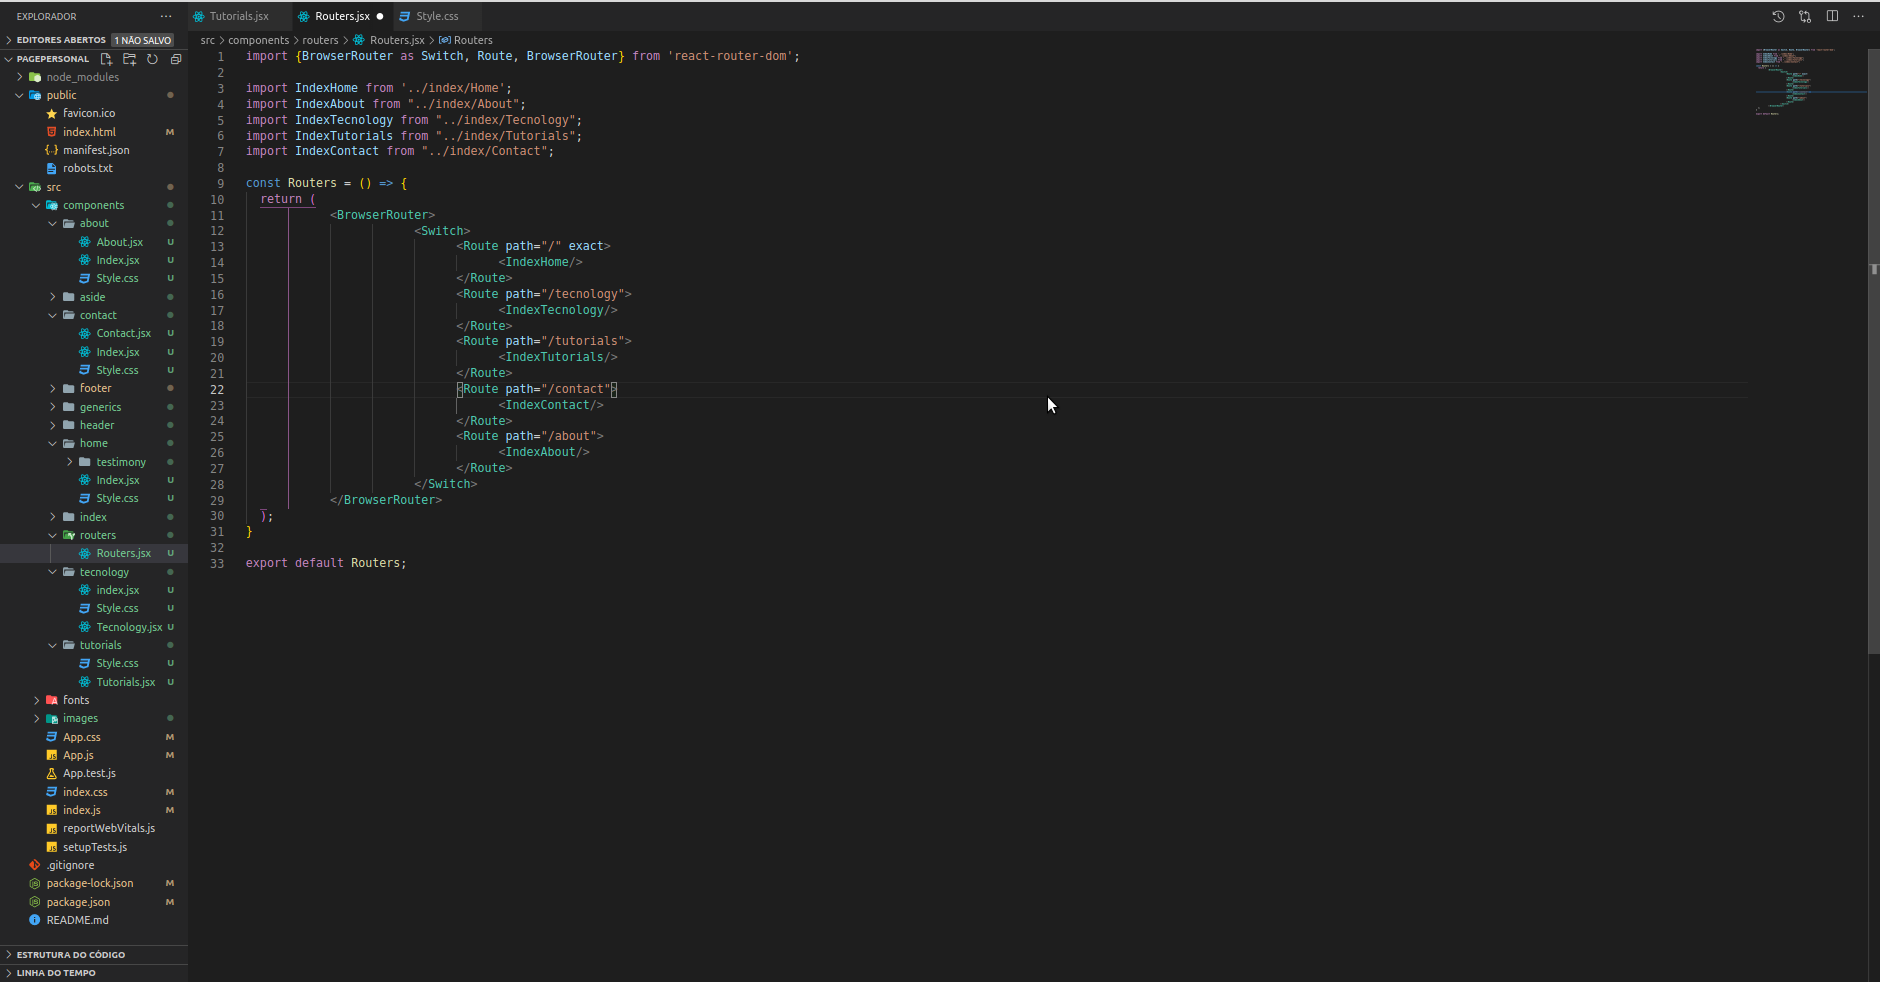 EXPLORADOR ···
EDITORES ABERTOS 1 NÃO SALVO
PAGEPERSONAL
node_modules
public
favicon.ico
index.html M
manifest.json
robots.txt
src
components
about
About.jsx U
Index.jsx U
Style.css U
aside
contact
Contact.jsx U
Index.jsx U
Style.css U
footer
generics
header
home
testimony
Index.jsx U
Style.css U
index
routers
Routers.jsx U
tecnology
index.jsx U
Style.css U
Tecnology.jsx U
tutorials
Style.css U
Tutorials.jsx U
fonts
images
App.css M
App.js M
App.test.js
index.css M
index.js M
reportWebVitals.js
setupTests.js
.gitignore
package-lock.json M
package.json M
README.md
ESTRUTURA DO CÓDIGO
LINHA DO TEMPO
Tutorials.jsx Routers.jsx Style.css
src > components > routers > Routers.jsx > Routers
1 import {BrowserRouter as Switch, Route, BrowserRouter} from 'react-router-dom';
2
3 import IndexHome from '../index/Home';
4 import IndexAbout from "../index/About";
5 import IndexTecnology from "../index/Tecnology";
6 import IndexTutorials from "../index/Tutorials";
7 import IndexContact from "../index/Contact";
8
9 const Routers = () => {
10 return (
11 <BrowserRouter>
12 <Switch>
13 <Route path="/" exact>
14 <IndexHome/>
15 </Route>
16 <Route path="/tecnology">
17 <IndexTecnology/>
18 </Route>
19 <Route path="/tutorials">
20 <IndexTutorials/>
21 </Route>
22 <Route path="/contact">
23 <IndexContact/>
24 </Route>
25 <Route path="/about">
26 <IndexAbout/>
27 </Route>
28 </Switch>
29 </BrowserRouter>
30 );
31 }
32
33 export default Routers;